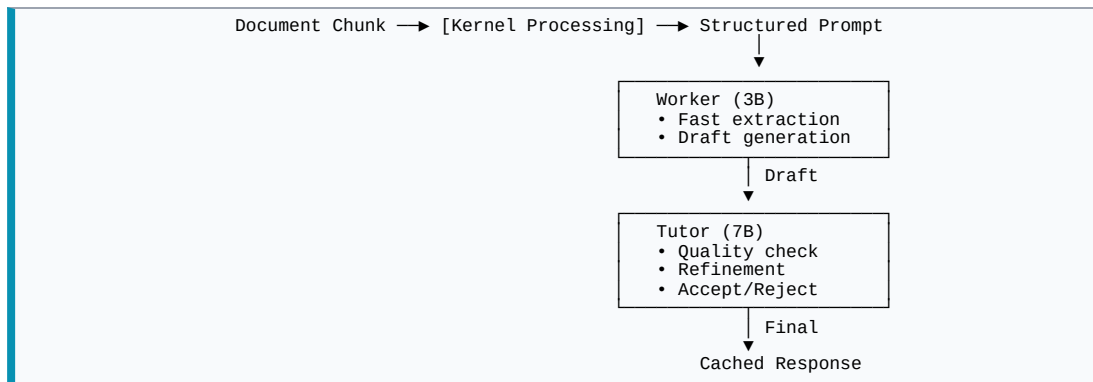 Document Chunk ──► [Kernel Processing] ──► Structured Prompt
Worker (3B)
• Fast extraction
• Draft generation
Draft
Tutor (7B)
• Quality check
• Refinement
• Accept/Reject
Final
Cached Response